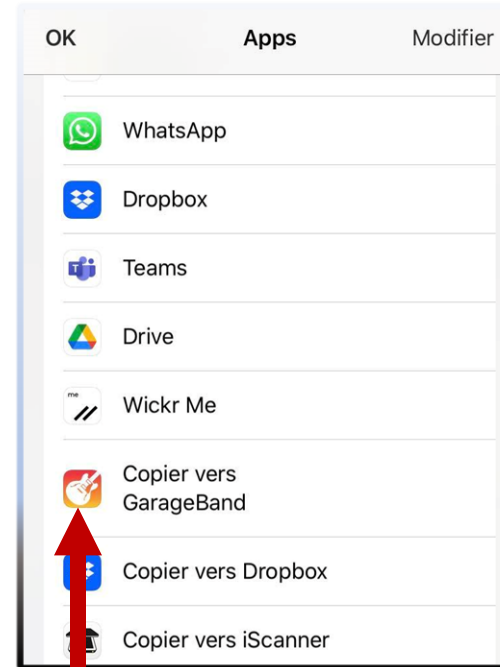 OK Apps Modifier
WhatsApp
Dropbox
Teams
Drive
me
Wickr Me
Copier vers
GarageBand
Copier vers Dropbox
Copier vers iScanner